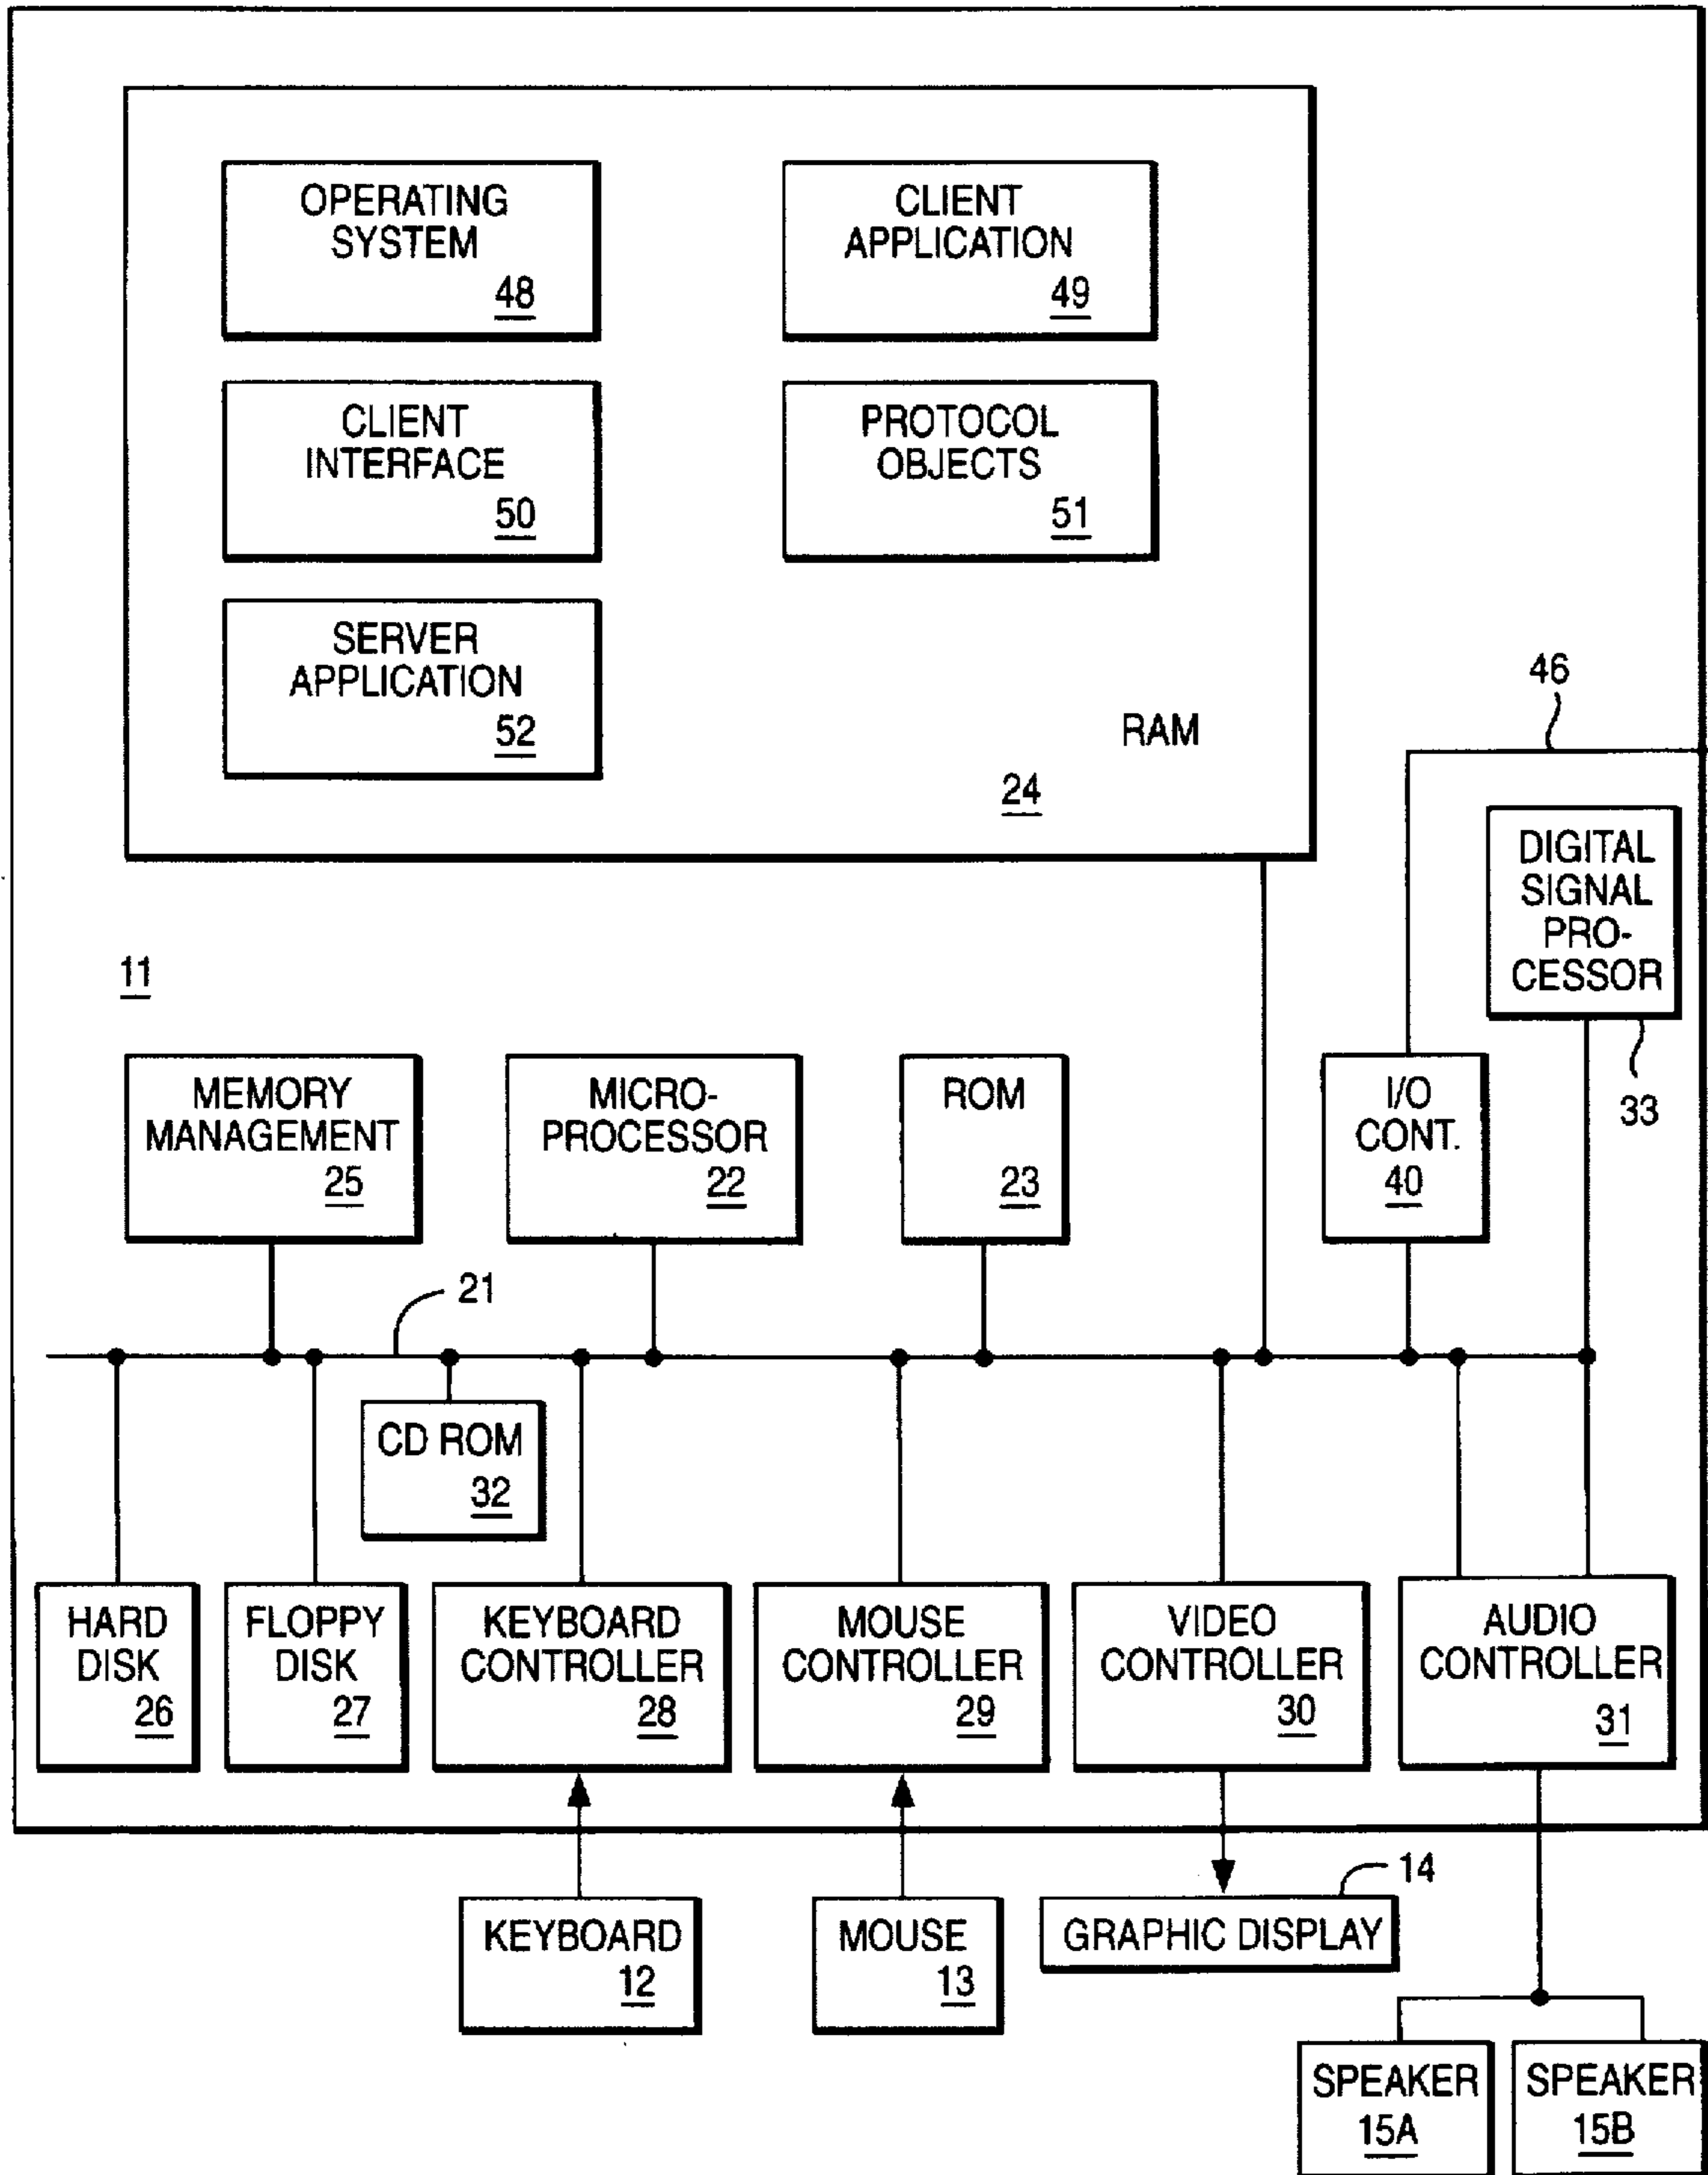 OPERATING
SYSTEM
48
CLIENT
APPLICATION
49
CLIENT
INTERFACE
50
PROTOCOL
OBJECTS
51
SERVER
APPLICATION
52
RAM
24
46
DIGITAL
SIGNAL
PRO-
CESSOR
33
11
MEMORY
MANAGEMENT
25
MICRO-
PROCESSOR
22
ROM
23
I/O
CONT.
40
21
CD ROM
32
HARD
DISK
26
FLOPPY
DISK
27
KEYBOARD
CONTROLLER
28
MOUSE
CONTROLLER
29
VIDEO
CONTROLLER
30
AUDIO
CONTROLLER
31
KEYBOARD
12
MOUSE
13
14
GRAPHIC DISPLAY
SPEAKER
15A
SPEAKER
15B